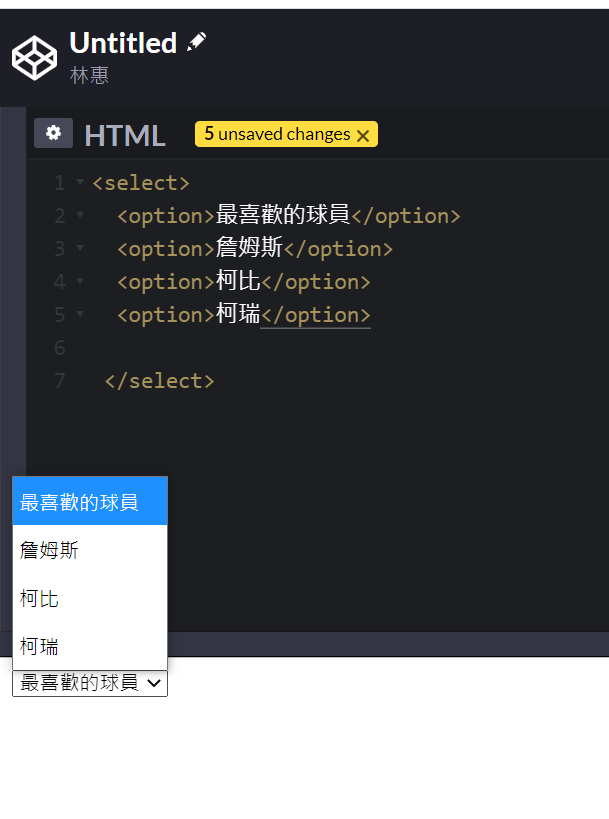 Untitled
林惠
HTML
5 unsaved changes
1 <select>
2 <option>最喜歡的球員</option>
3 <option>詹姆斯</option>
4 <option>柯比</option>
5 <option>柯瑞</option>
6
7 </select>
最喜歡的球員
詹姆斯
柯比
柯瑞
最喜歡的球員